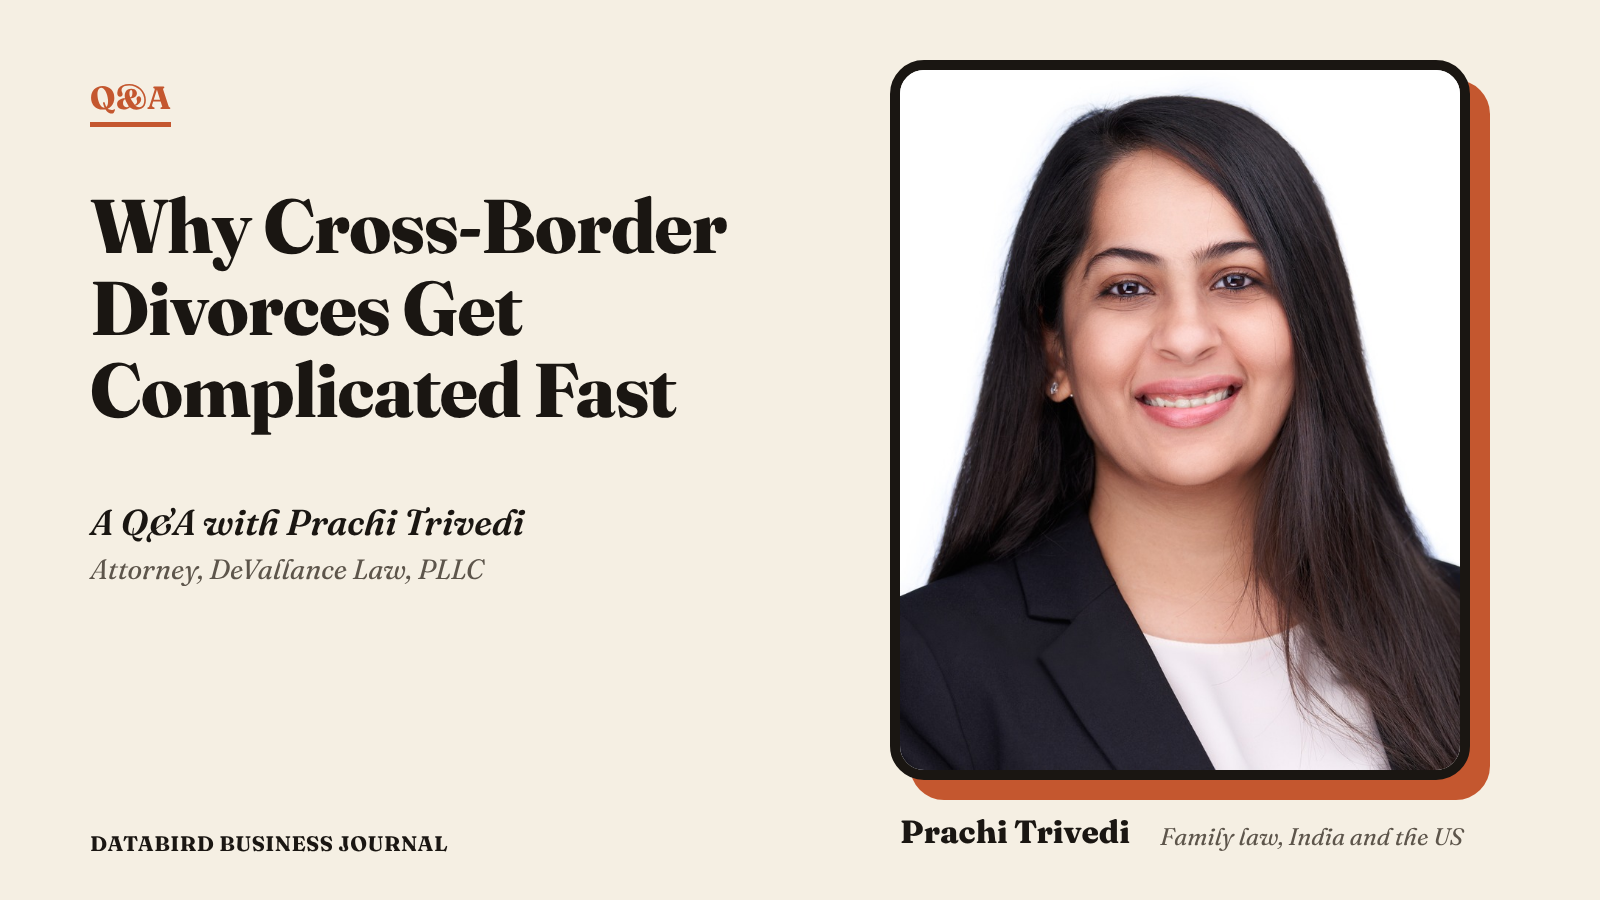 Q&A
Why Cross-Border
Divorces Get
Complicated Fast
A Q&A with Prachi Trivedi
Attorney, DeVallance Law, PLLC
DATABIRD BUSINESS JOURNAL
Prachi Trivedi
Family law, India and the US